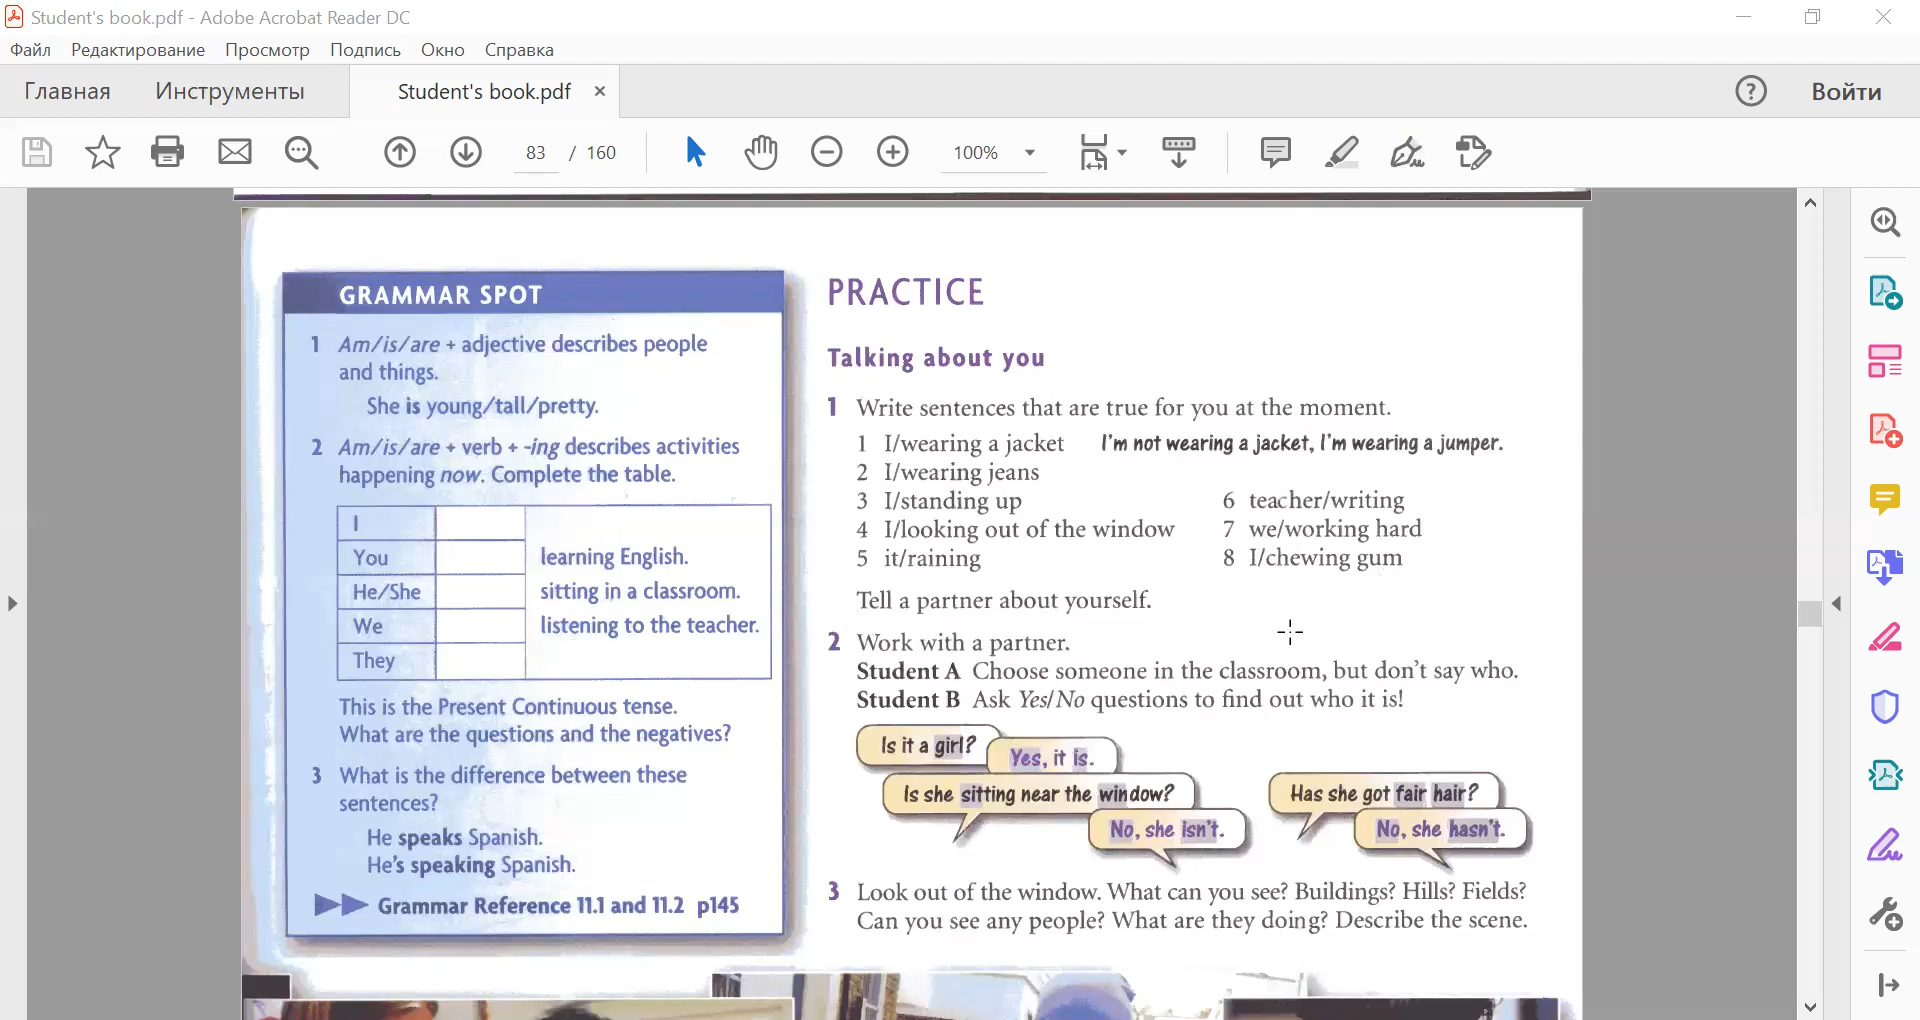 Student's book.pdf - Adobe Acrobat Reader DC
Файл Редактирование Просмотр Подпись Окно Справка
Главная Инструменты Student's book.pdf Войти
83 / 160 100%
GRAMMAR SPOT
1 Am/is/are + adjective describes people
and things.
She is young/tall/pretty.
2 Am/is/are + verb + -ing describes activities
happening now. Complete the table.
I
You learning English.
He/She sitting in a classroom.
We listening to the teacher.
They
This is the Present Continuous tense.
What are the questions and the negatives?
3 What is the difference between these
sentences?
He speaks Spanish.
He's speaking Spanish.
Grammar Reference 11.1 and 11.2 p145
PRACTICE
Talking about you
1 Write sentences that are true for you at the moment.
1 I/wearing a jacket I'm not wearing a jacket, I'm wearing a jumper.
2 I/wearing jeans
3 I/standing up
4 I/looking out of the window
5 it/raining
6 teacher/writing
7 we/working hard
8 I/chewing gum
Tell a partner about yourself.
2 Work with a partner.
Student A Choose someone in the classroom, but don't say who.
Student B Ask Yes/No questions to find out who it is!
Is it a girl?
Yes, it is.
Is she sitting near the window?
No, she isn't.
Has she got fair hair?
No, she hasn't.
3 Look out of the window. What can you see? Buildings? Hills? Fields?
Can you see any people? What are they doing? Describe the scene.